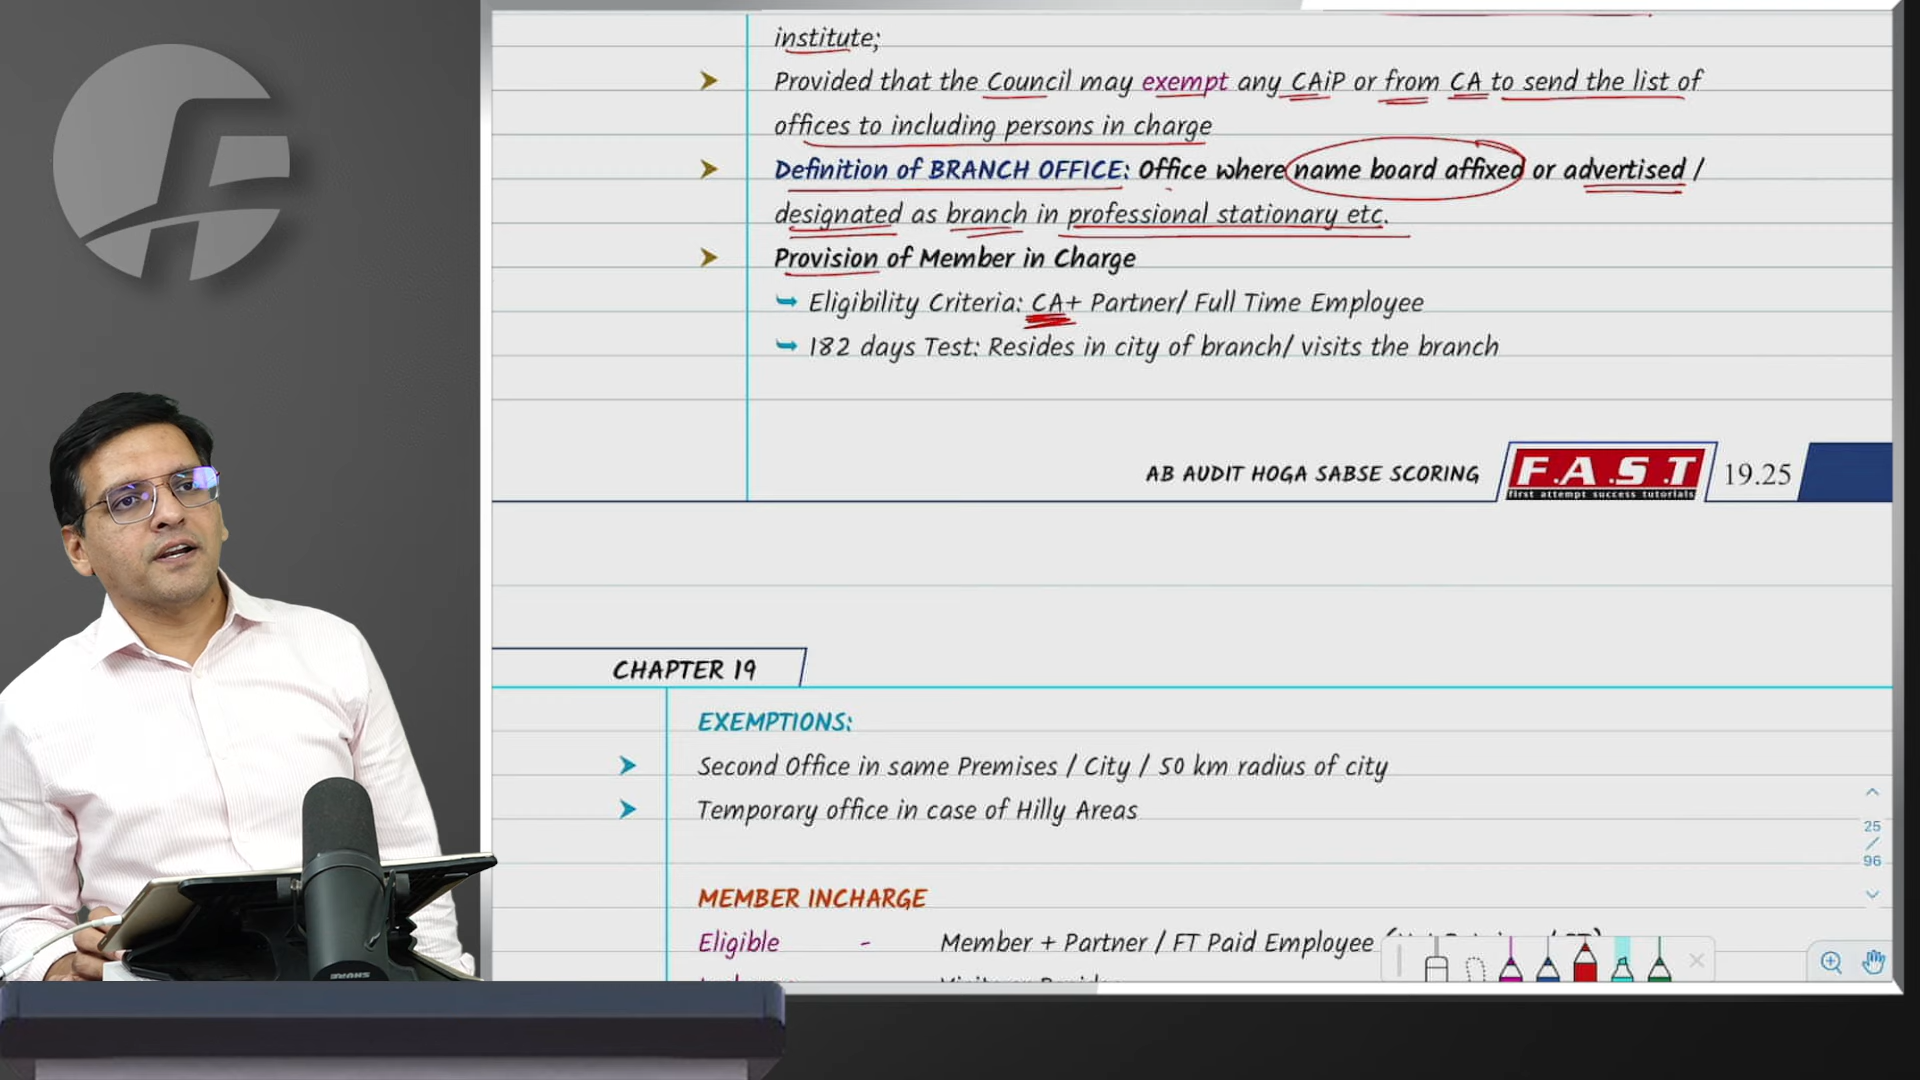 institute;
Provided that the Council may exempt any CAiP or from CA to send the list of
offices to including persons in charge
Definition of BRANCH OFFICE: Office where name board affixed or advertised /
designated as branch in professional stationary etc.
Provision of Member in Charge
Eligibility Criteria: CA+ Partner/ Full Time Employee
182 days Test: Resides in city of branch/ visits the branch
AB AUDIT HOGA SABSE SCORING
F.A.S.T
first attempt success tutorials
19.25
CHAPTER 19
EXEMPTIONS:
Second Office in same Premises / City / 50 km radius of city
Temporary office in case of Hilly Areas
25
/
96
MEMBER INCHARGE
Eligible - Member + Partner / FT Paid Employee